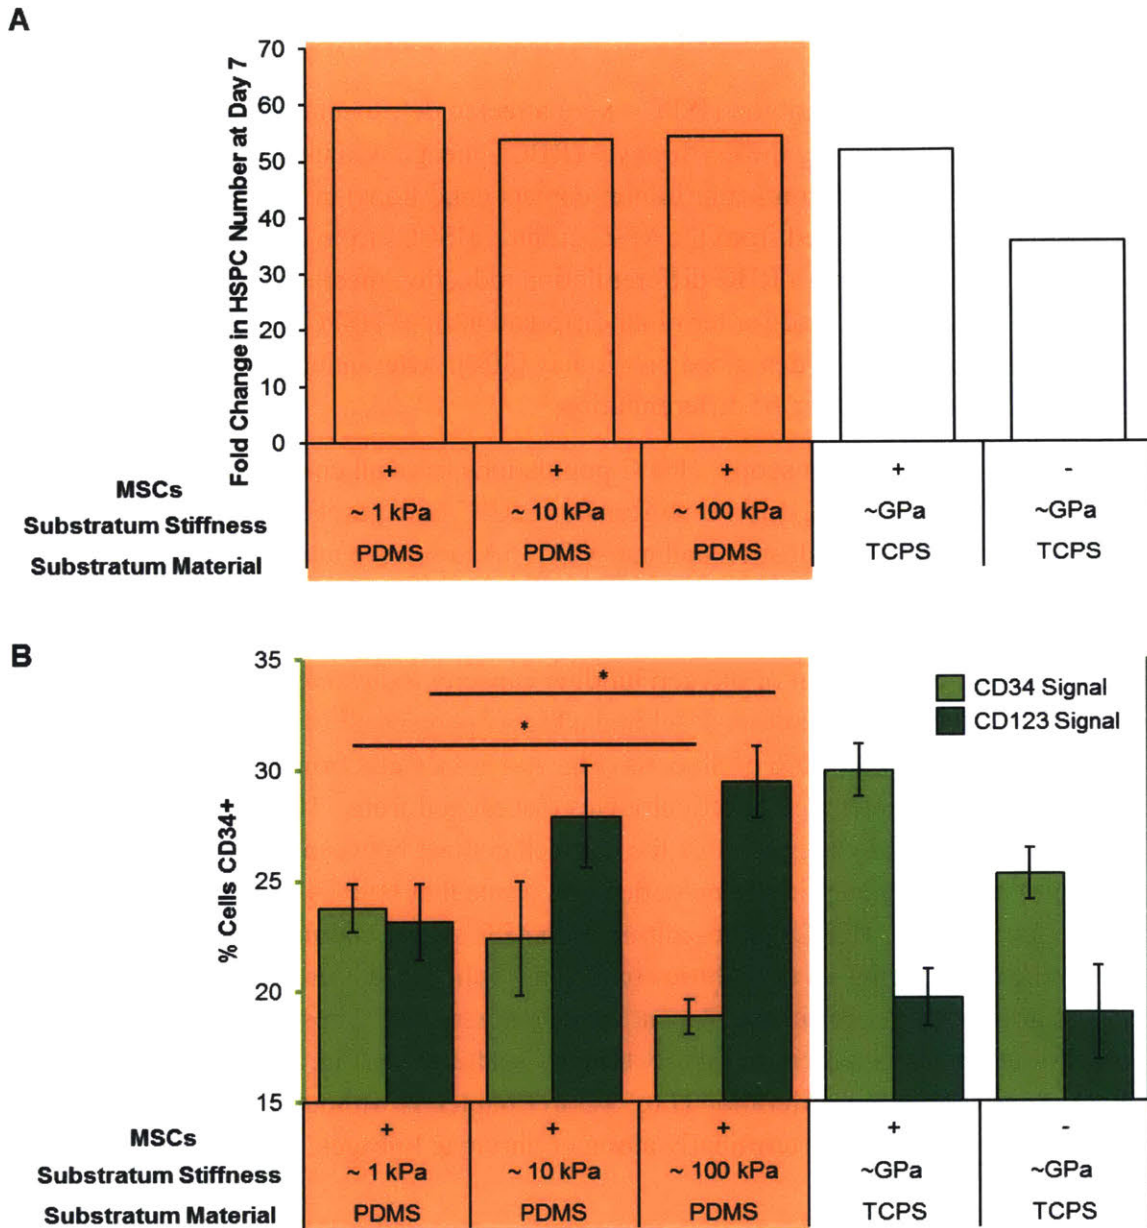 A
Fold Change in HSPC Number at Day 7
70
60
50
40
30
20
10
0
MSCs + + + + -
Substratum Stiffness ~ 1 kPa ~ 10 kPa ~ 100 kPa ~GPa ~GPa
Substratum Material PDMS PDMS PDMS TCPS TCPS
B
% Cells CD34+
35
30
25
20
15
*
*
CD34 Signal
CD123 Signal
MSCs + + + + -
Substratum Stiffness ~ 1 kPa ~ 10 kPa ~ 100 kPa ~GPa ~GPa
Substratum Material PDMS PDMS PDMS TCPS TCPS